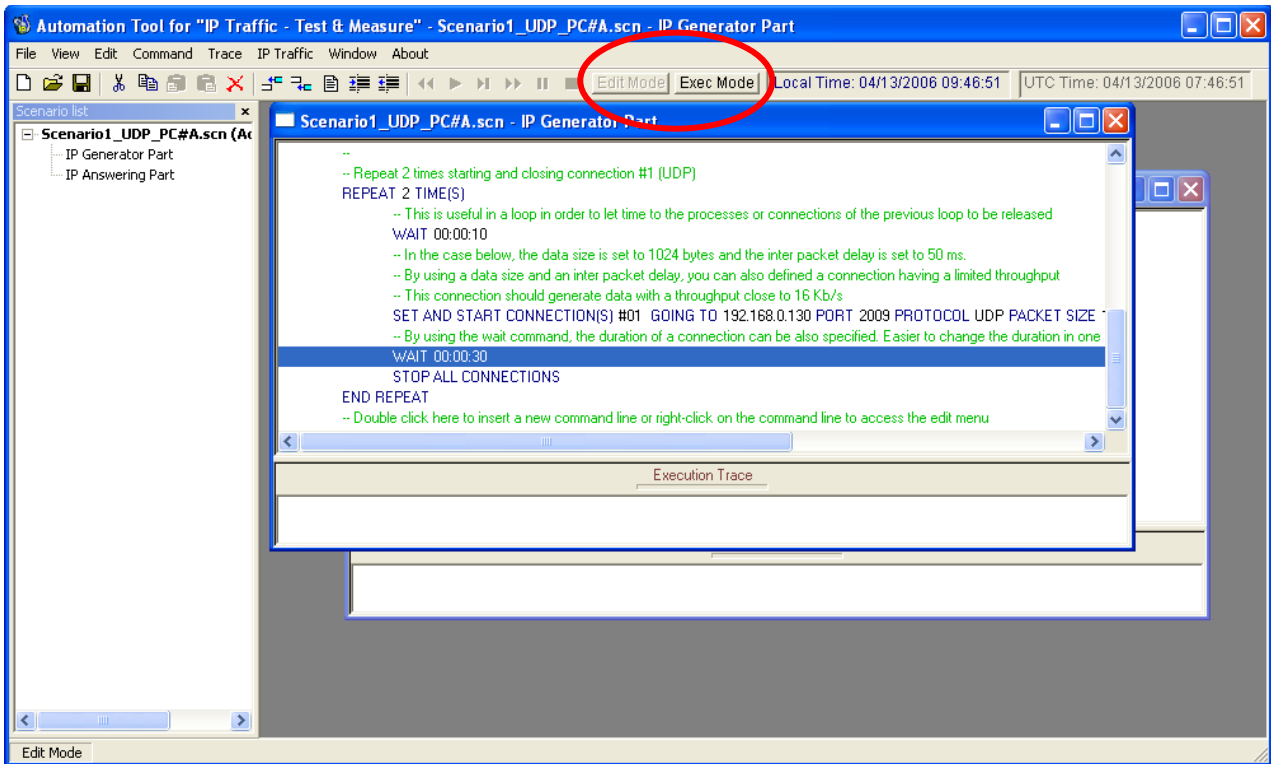 Automation Tool for "IP Traffic - Test & Measure" - Scenario1_UDP_PC#A.scn - IP Generator Part
File View Edit Command Trace IP Traffic Window About
Edit Mode Exec Mode Local Time: 04/13/2006 09:46:51 UTC Time: 04/13/2006 07:46:51
Scenario list
Scenario1_UDP_PC#A.scn (Ac
IP Generator Part
IP Answering Part
Scenario1_UDP_PC#A.scn - IP Generator Part
--
-- Repeat 2 times starting and closing connection #1 (UDP)
REPEAT 2 TIME(S)
-- This is useful in a loop in order to let time to the processes or connections of the previous loop to be released
WAIT 00:00:10
-- In the case below, the data size is set to 1024 bytes and the inter packet delay is set to 50 ms.
-- By using a data size and an inter packet delay, you can also defined a connection having a limited throughput
-- This connection should generate data with a throughput close to 16 Kb/s
SET AND START CONNECTION(S) #01 GOING TO 192.168.0.130 PORT 2009 PROTOCOL UDP PACKET SIZE
-- By using the wait command, the duration of a connection can be also specified. Easier to change the duration in one
WAIT 00:00:30
STOP ALL CONNECTIONS
END REPEAT
-- Double click here to insert a new command line or right-click on the command line to access the edit menu
Execution Trace
Edit Mode